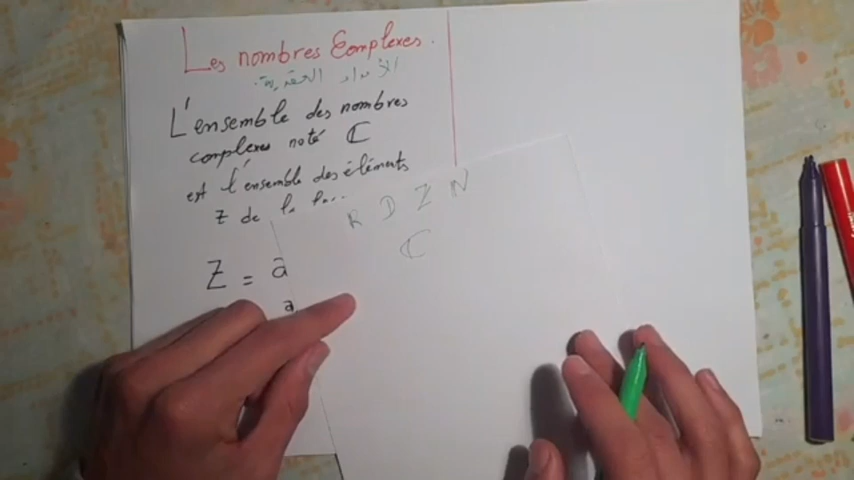 Les nombres Complexes.
الأعداد العقدية
L'ensemble des nombres
complexes noté ℂ
est l'ensemble des éléments
z de la
R D Z N
ℂ
Z = a
a